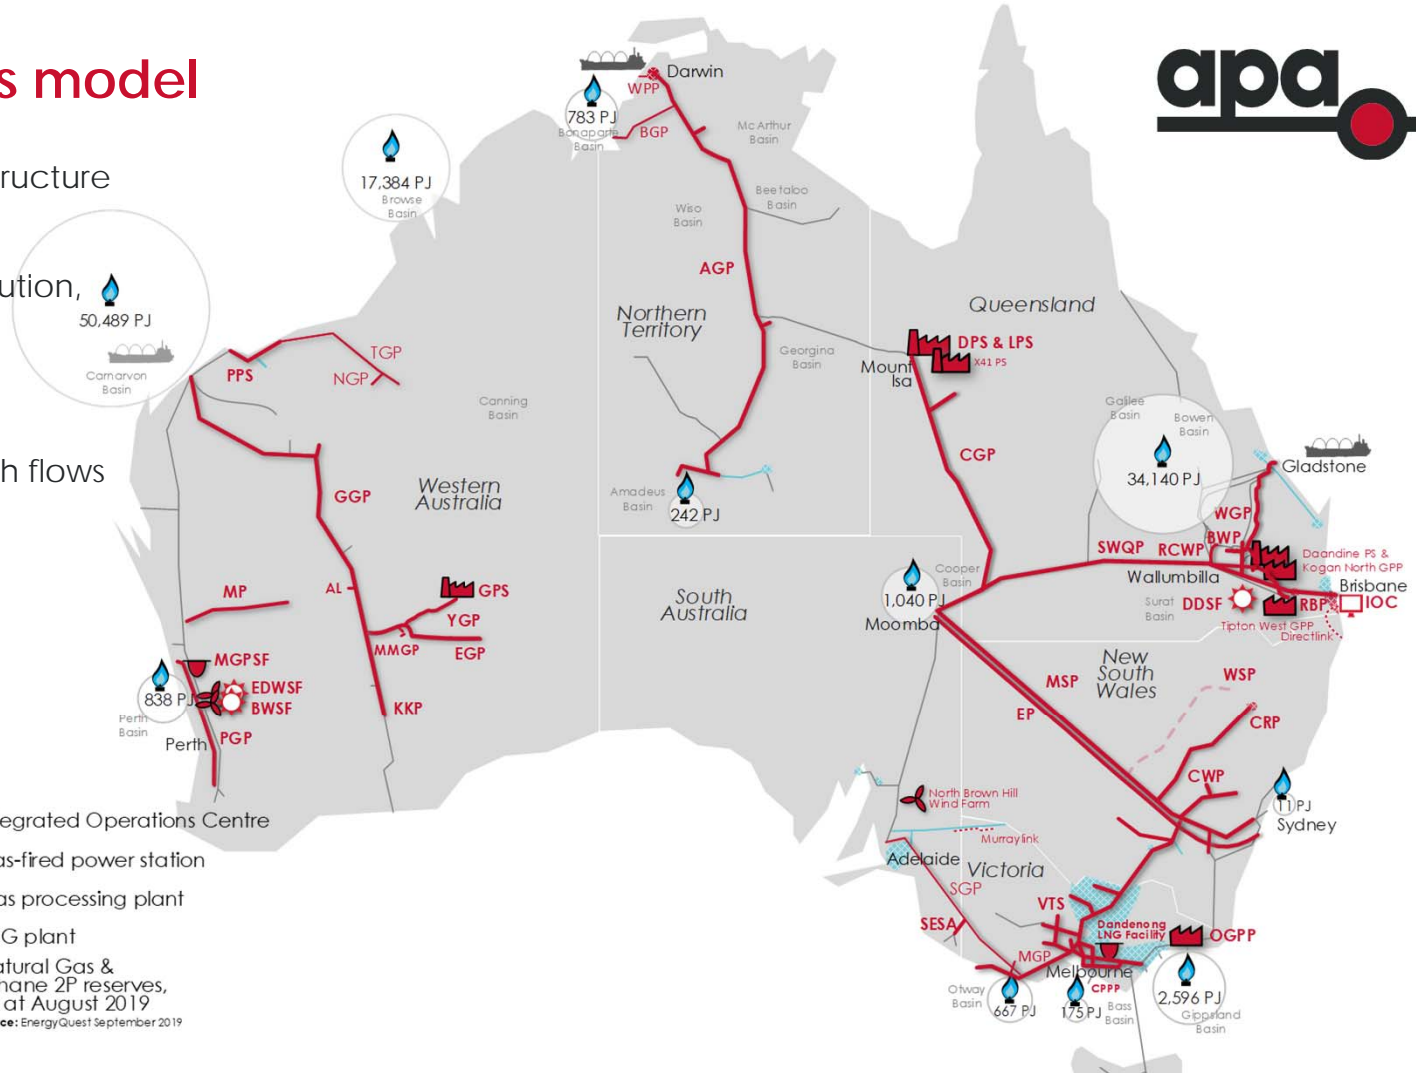 s model
apa
ructure
ution,
h flows
Darwin
WPP
783 PJ
Bonaparte
Basin
BGP
McArthur
Basin
17,384 PJ
Browse
Basin
Beetaloo
Basin
Wiso
Basin
50,489 PJ
Carnarvon
Basin
AGP
Northern
Territory
Queensland
Georgina
Basin
DPS & LPS
X41 PS
Mount
Isa
TGP
NGP
PPS
Canning
Basin
Galilee
Basin
Bowen
Basin
34,140 PJ
Gladstone
CGP
Western
Australia
GGP
Amadeus
Basin
242 PJ
WGP
BWP
SWQP
RCWP
Daandine PS &
Kogan North GPP
Wallumbilla
Brisbane
Cooper
Basin
1,040 PJ
Moomba
Surat
Basin
DDSF
RBP
IOC
Tipton West GPP
Directlink
South
Australia
MP
AL
GPS
YGP
MMGP
EGP
MGPSF
EDWSF
BWSF
838 PJ
Perth
Basin
Perth
PGP
KKP
New
South
Wales
MSP
EP
WSP
CRP
CWP
11 PJ
Sydney
North Brown Hill
Wind Farm
Murraylink
Adelaide
Victoria
SGP
SESA
VTS
Dandenong
LNG Facility
OGPP
MGP
Melbourne
CPPP
Otway
Basin
667 PJ
175 PJ
Bass
Basin
2,596 PJ
Gippsland
Basin
egrated Operations Centre
as-fired power station
as processing plant
G plant
atural Gas &
hane 2P reserves,
at August 2019
ce: EnergyQuest September 2019